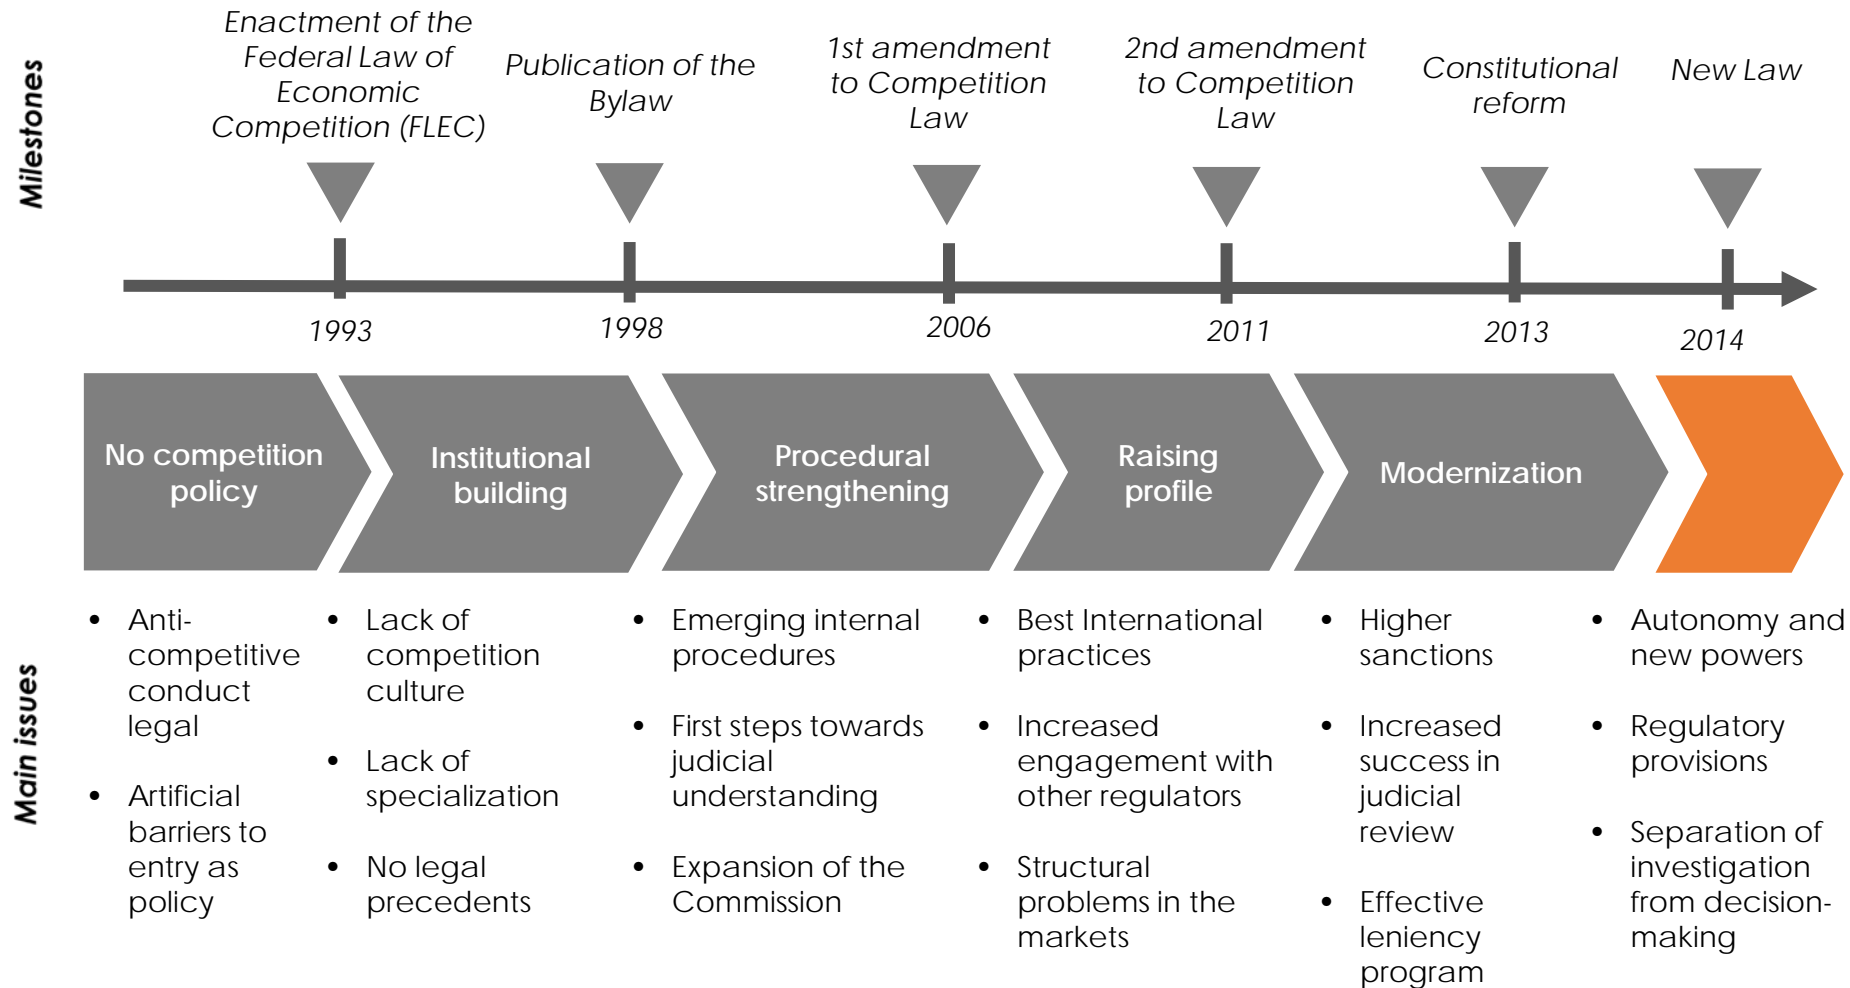 Milestones
Enactment of the
Federal Law of
Economic
Competition (FLEC)
Publication of the
Bylaw
1st amendment
to Competition
Law
2nd amendment
to Competition
Law
Constitutional
reform
New Law
1993
1998
2006
2011
2013
2014
No competition
policy
Institutional
building
Procedural
strengthening
Raising
profile
Modernization
Main issues
• Anti-
competitive
conduct
legal
• Artificial
barriers to
entry as
policy
• Lack of
competition
culture
• Lack of
specialization
• No legal
precedents
• Emerging internal
procedures
• First steps towards
judicial
understanding
• Expansion of the
Commission
• Best International
practices
• Increased
engagement with
other regulators
• Structural
problems in the
markets
• Higher
sanctions
• Increased
success in
judicial
review
• Effective
leniency
program
• Autonomy and
new powers
• Regulatory
provisions
• Separation of
investigation
from decision-
making